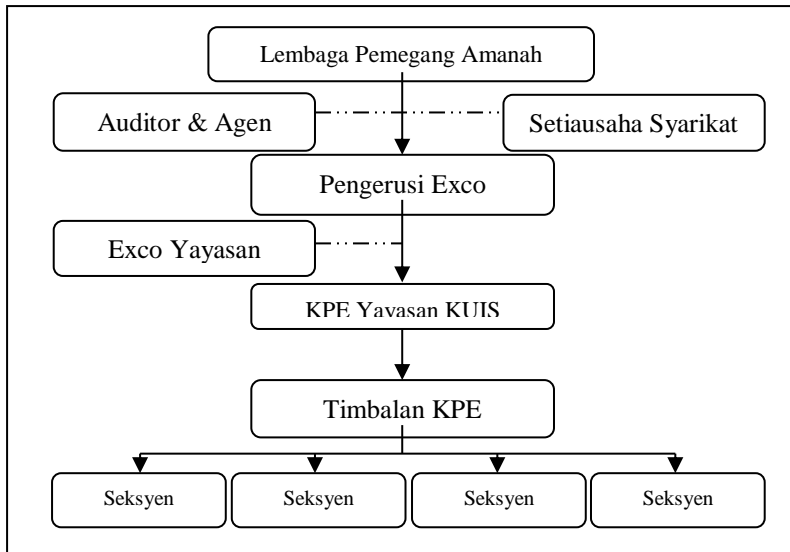 Lembaga Pemegang Amanah
Auditor & Agen
Setiausaha Syarikat
Pengerusi Exco
Exco Yayasan
KPE Yayasan KUIS
Timbalan KPE
Seksyen
Seksyen
Seksyen
Seksyen